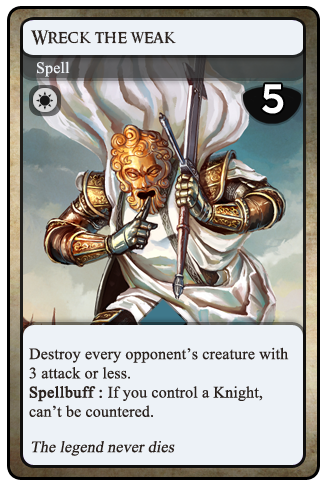 WRECK THE WEAK
Spell
5
Destroy every opponent's creature with
3 attack or less.
Spellbuff : If you control a Knight,
can't be countered.
The legend never dies